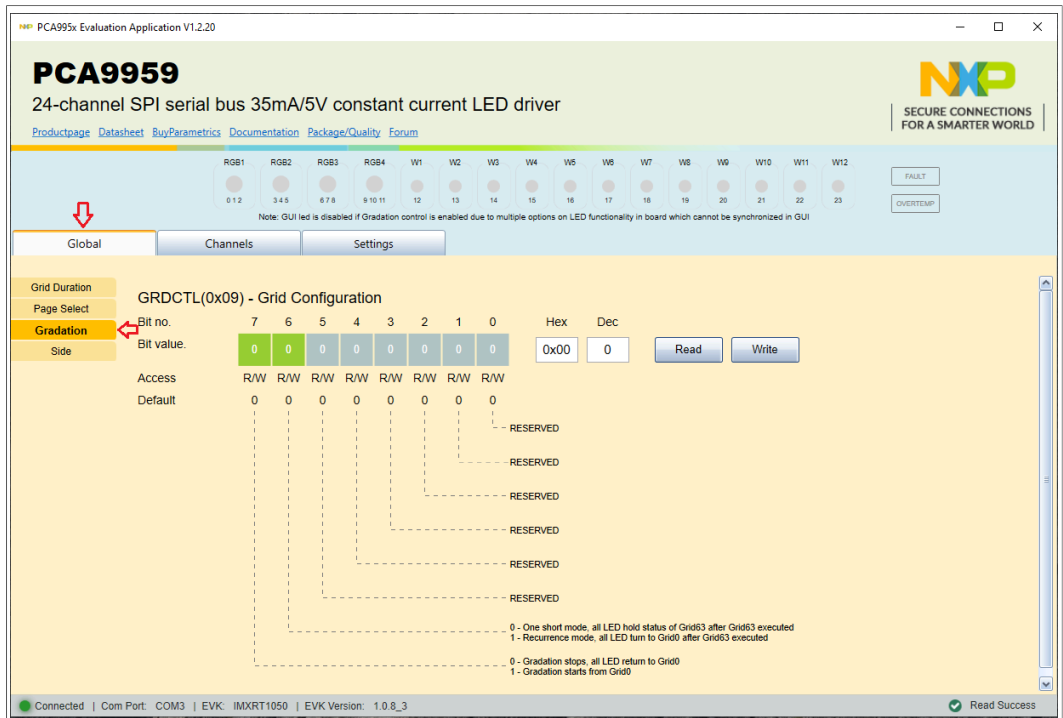 PCA995x Evaluation Application V1.2.20
PCA9959
24-channel SPI serial bus 35mA/5V constant current LED driver
Productpage Datasheet BuyParametrics Documentation Package/Quality Forum
NXP
SECURE CONNECTIONS
FOR A SMARTER WORLD
RGB1 RGB2 RGB3 RGB4 W1 W2 W3 W4 W5 W6 W7 W8 W9 W10 W11 W12
0 1 2 3 4 5 6 7 8 9 10 11 12 13 14 15 16 17 18 19 20 21 22 23
FAULT
OVERTEMP
Note: GUI led is disabled if Gradation control is enabled due to multiple options on LED functionality in board which cannot be synchronized in GUI
Global Channels Settings
Grid Duration
Page Select
Gradation
Side
GRDCTL(0x09) - Grid Configuration
Bit no. 7 6 5 4 3 2 1 0 Hex Dec
Bit value. 0 0 0 0 0 0 0 0 0x00 0 Read Write
Access R/W R/W R/W R/W R/W R/W R/W R/W
Default 0 0 0 0 0 0 0 0
RESERVED
RESERVED
RESERVED
RESERVED
RESERVED
RESERVED
0 - One short mode, all LED hold status of Grid63 after Grid63 executed
1 - Recurrence mode, all LED turn to Grid0 after Grid63 executed
0 - Gradation stops, all LED return to Grid0
1 - Gradation starts from Grid0
Connected | Com Port: COM3 | EVK: IMXRT1050 | EVK Version: 1.0.8_3 Read Success